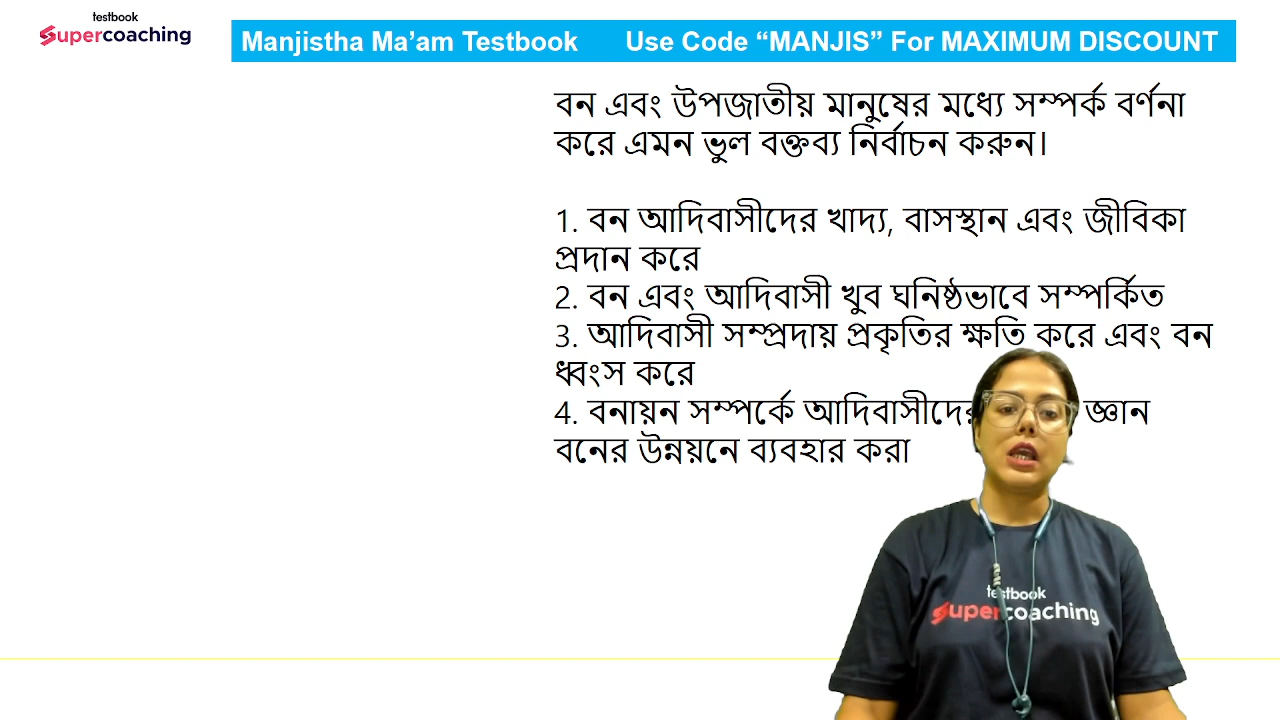 testbook
Supercoaching
Manjistha Ma’am Testbook Use Code “MANJIS” For MAXIMUM DISCOUNT
বন এবং উপজাতীয় মানুষের মধ্যে সম্পর্ক বর্ণনা
করে এমন ভুল বক্তব্য নির্বাচন করুন।
1. বন আদিবাসীদের খাদ্য, বাসস্থান এবং জীবিকা
প্রদান করে
2. বন এবং আদিবাসী খুব ঘনিষ্ঠভাবে সম্পর্কিত
3. আদিবাসী সম্প্রদায় প্রকৃতির ক্ষতি করে এবং বন
ধ্বংস করে
4. বনায়ন সম্পর্কে আদিবাসীদের জ্ঞান
বনের উন্নয়নে ব্যবহার করা
testbook
Supercoaching